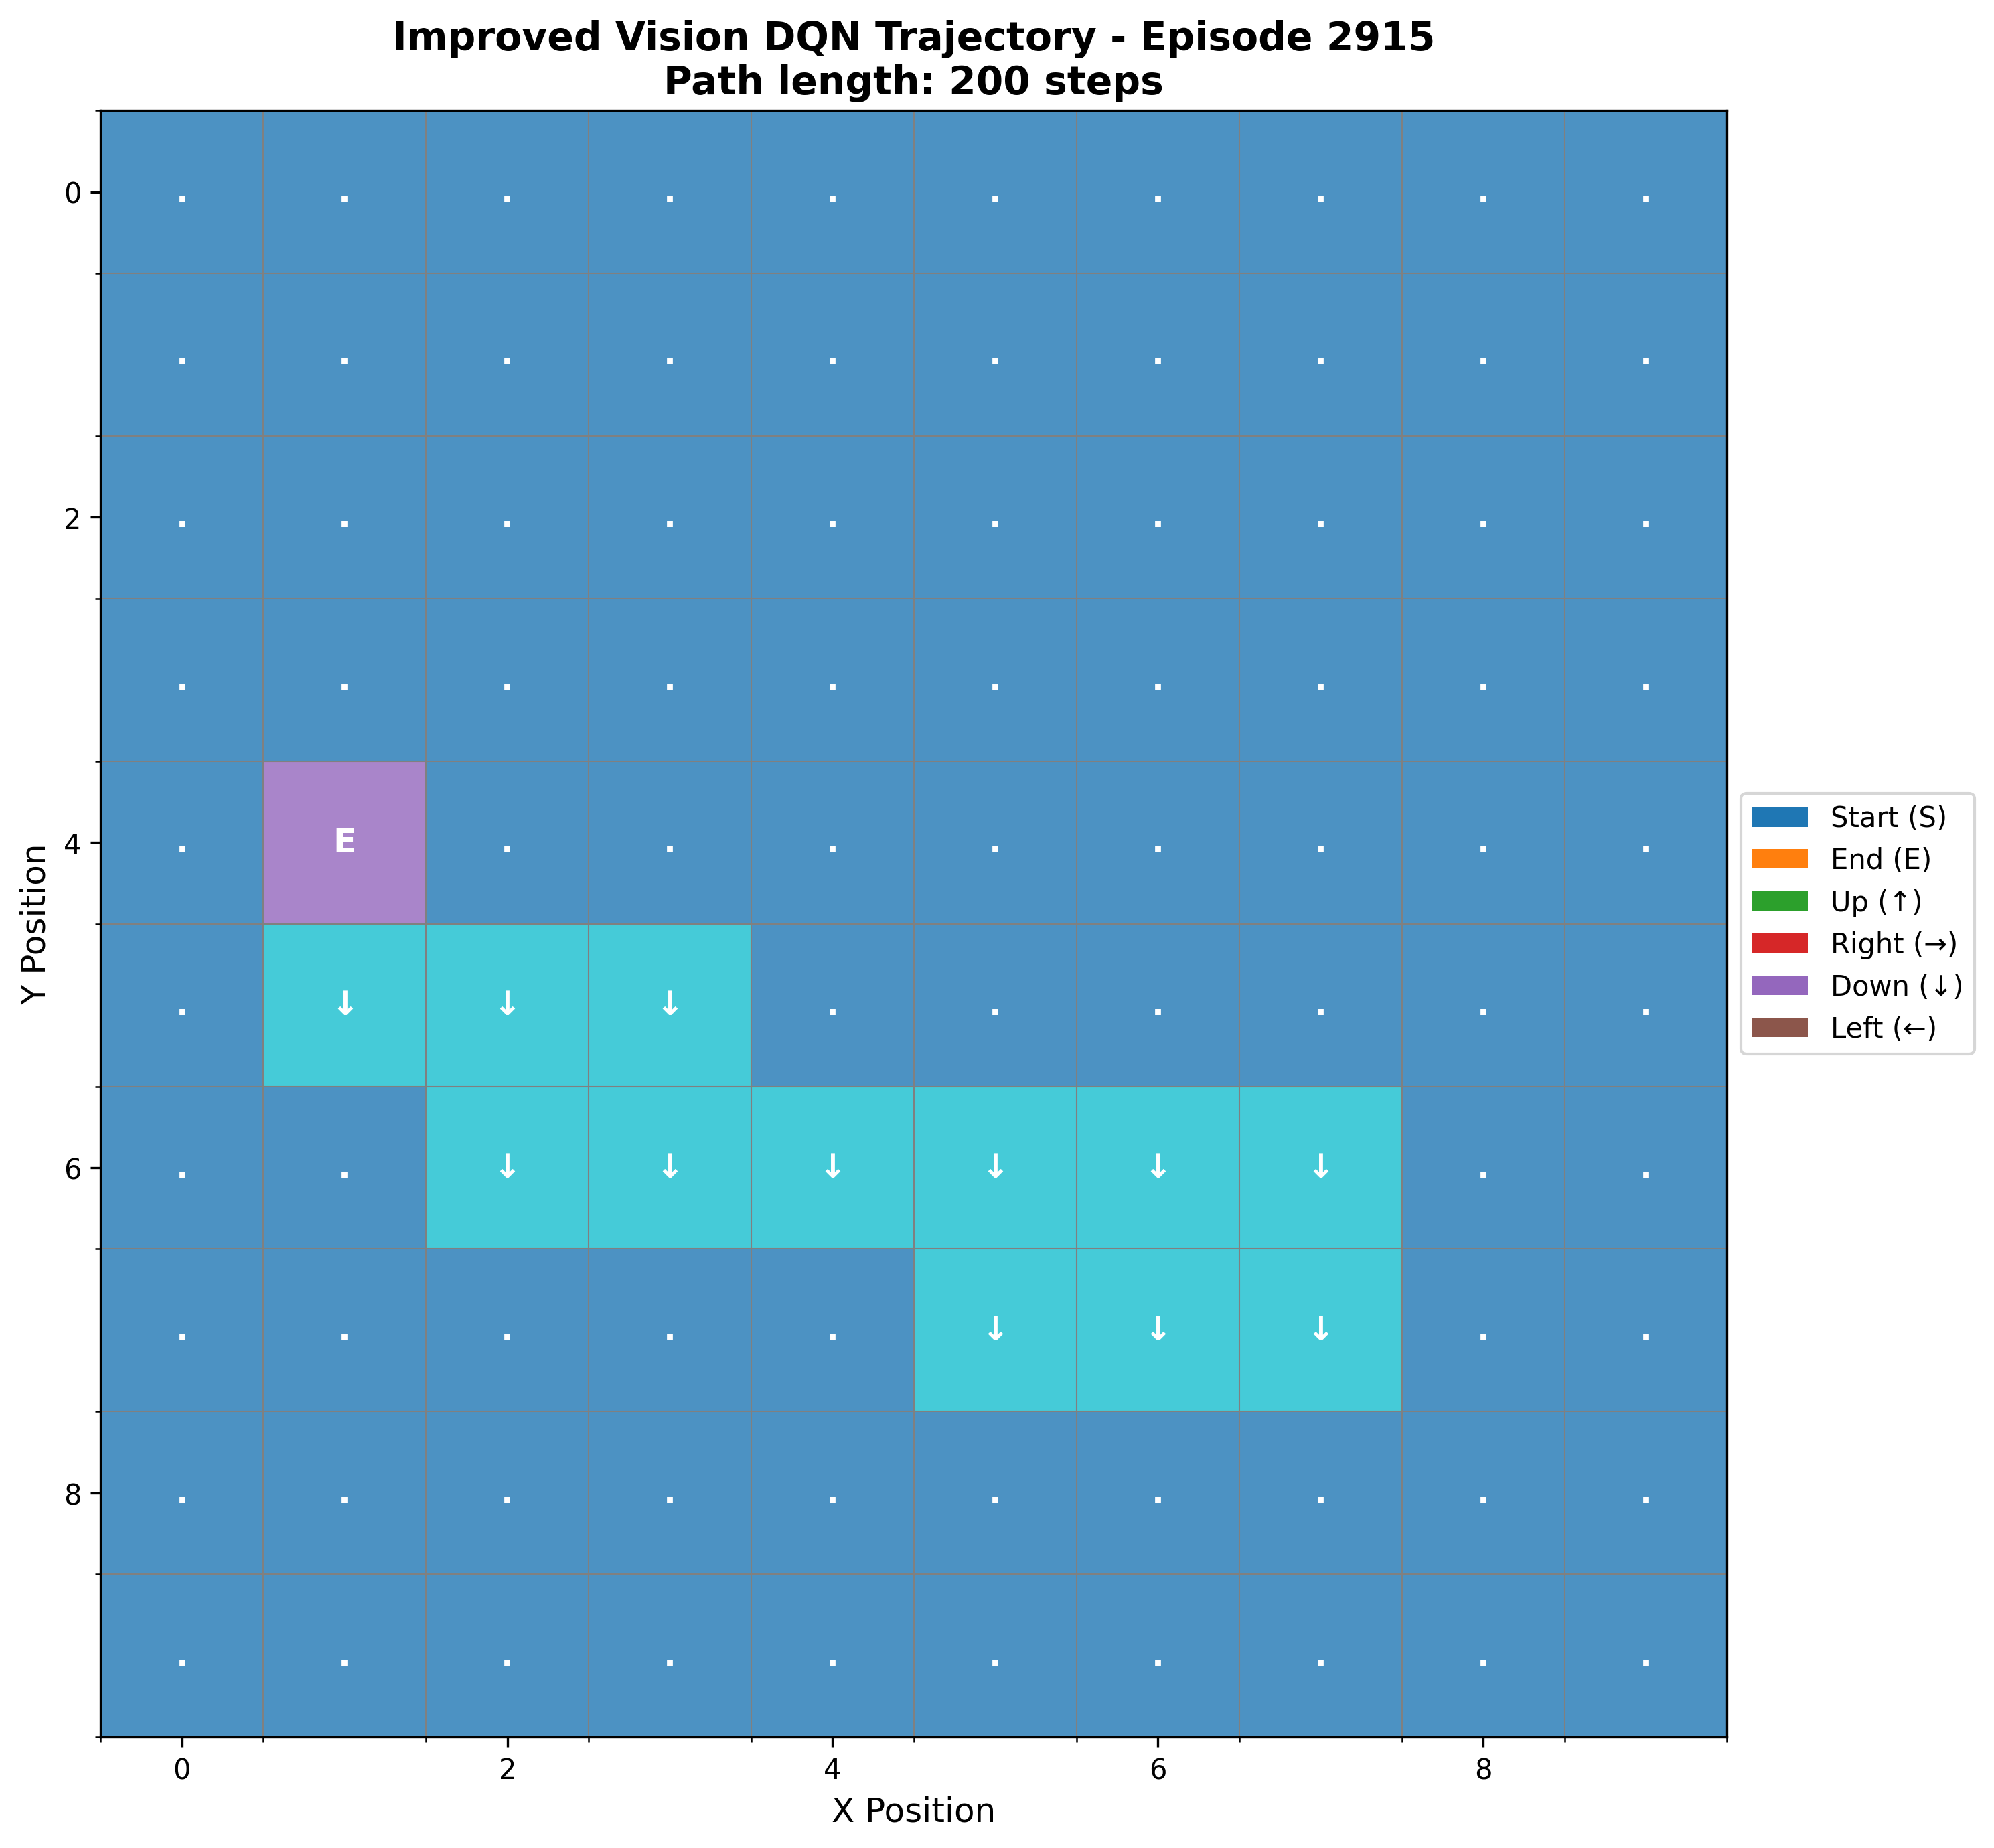 Improved Vision DQN Trajectory - Episode 2915
Path length: 200 steps
0
· · · · · · · · · ·
· · · · · · · · · ·
2
· · · · · · · · · ·
· · · · · · · · · ·
4
· E · · · · · · · ·
· ↓ ↓ ↓ · · · · · ·
6
· · ↓ ↓ ↓ ↓ ↓ ↓ · ·
· · · · · ↓ ↓ ↓ · ·
8
· · · · · · · · · ·
· · · · · · · · · ·
Y Position
0 2 4 6 8
X Position
Start (S)
End (E)
Up (↑)
Right (→)
Down (↓)
Left (←)